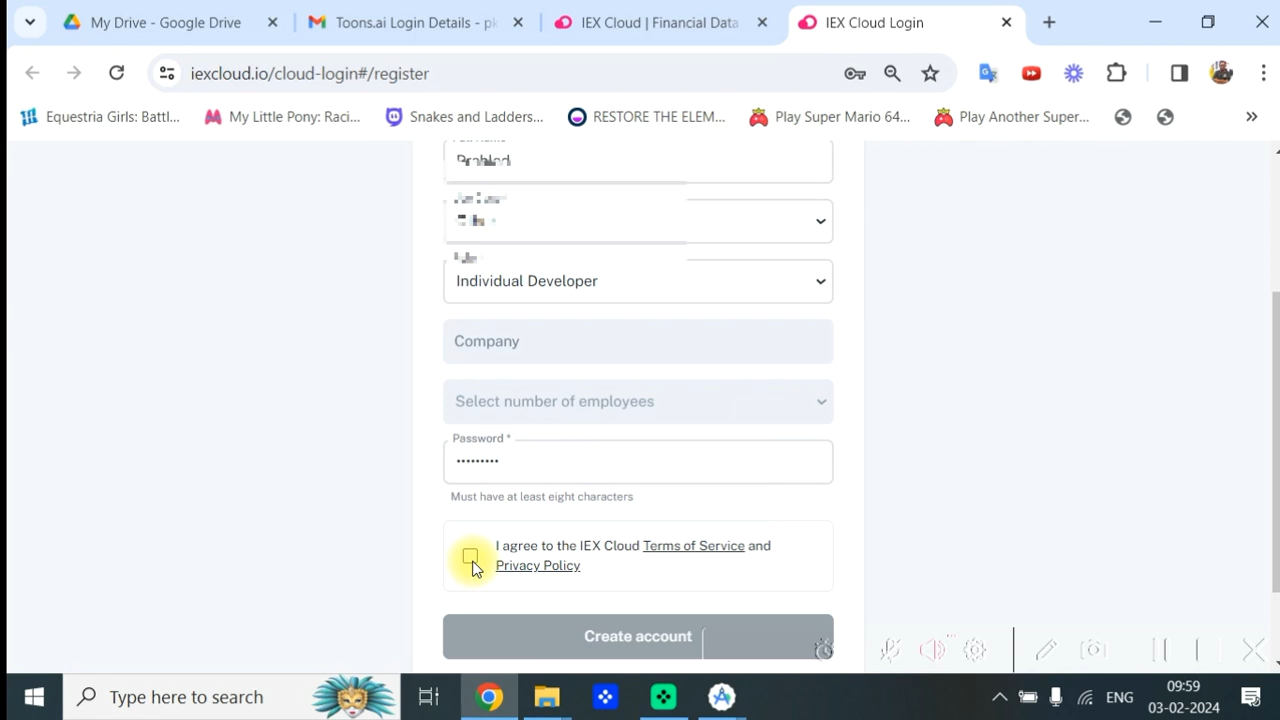 My Drive - Google Drive
Toons.ai Login Details - pk
IEX Cloud | Financial Data
IEX Cloud Login
iexcloud.io/cloud-login#/register
Equestria Girls: Battl...
My Little Pony: Raci...
Snakes and Ladders...
RESTORE THE ELEM...
Play Super Mario 64...
Play Another Super...
Individual Developer
Company
Select number of employees
Password *
•••••••••
Must have at least eight characters
I agree to the IEX Cloud Terms of Service and
Privacy Policy
Create account
Type here to search
ENG
09:59
03-02-2024